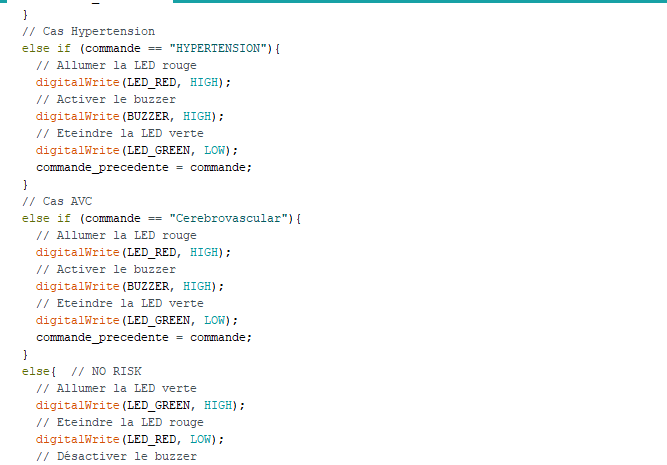 }
// Cas Hypertension
else if (commande == "HYPERTENSION"){
// Allumer la LED rouge
digitalWrite(LED_RED, HIGH);
// Activer le buzzer
digitalWrite(BUZZER, HIGH);
// Eteindre la LED verte
digitalWrite(LED_GREEN, LOW);
commande_precedente = commande;
}
// Cas AVC
else if (commande == "Cerebrovascular"){
// Allumer la LED rouge
digitalWrite(LED_RED, HIGH);
// Activer le buzzer
digitalWrite(BUZZER, HIGH);
// Eteindre la LED verte
digitalWrite(LED_GREEN, LOW);
commande_precedente = commande;
}
else{  // NO RISK
// Allumer la LED verte
digitalWrite(LED_GREEN, HIGH);
// Eteindre la LED rouge
digitalWrite(LED_RED, LOW);
// Désactiver le buzzer